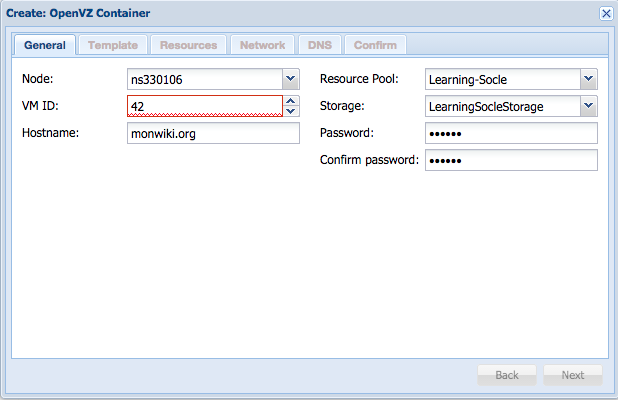 Create: OpenVZ Container
General Template Resources Network DNS Confirm
Node: ns330106 Resource Pool: Learning-Socle
VM ID: 42 Storage: LearningSocleStorage
Hostname: monwiki.org Password: ••••••
Confirm password: ••••••
Back Next